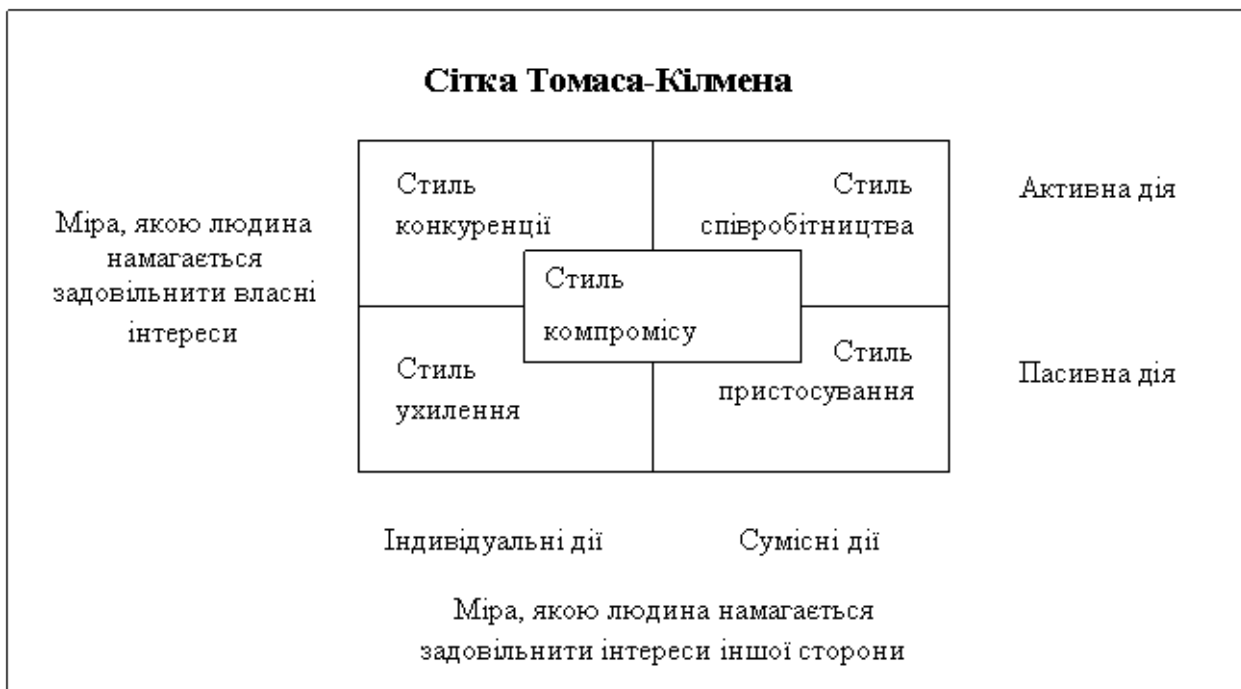 Сітка Томаса-Кілмена
Міра, якою людина
намагається
задовільнити власні
інтереси
Стиль
конкуренції
Стиль
співробітництва
Активна дія
Стиль
компромісу
Стиль
ухилення
Стиль
пристосування
Пасивна дія
Індивідуальні дії
Сумісні дії
Міра, якою людина намагається
задовільнити інтереси іншої сторони